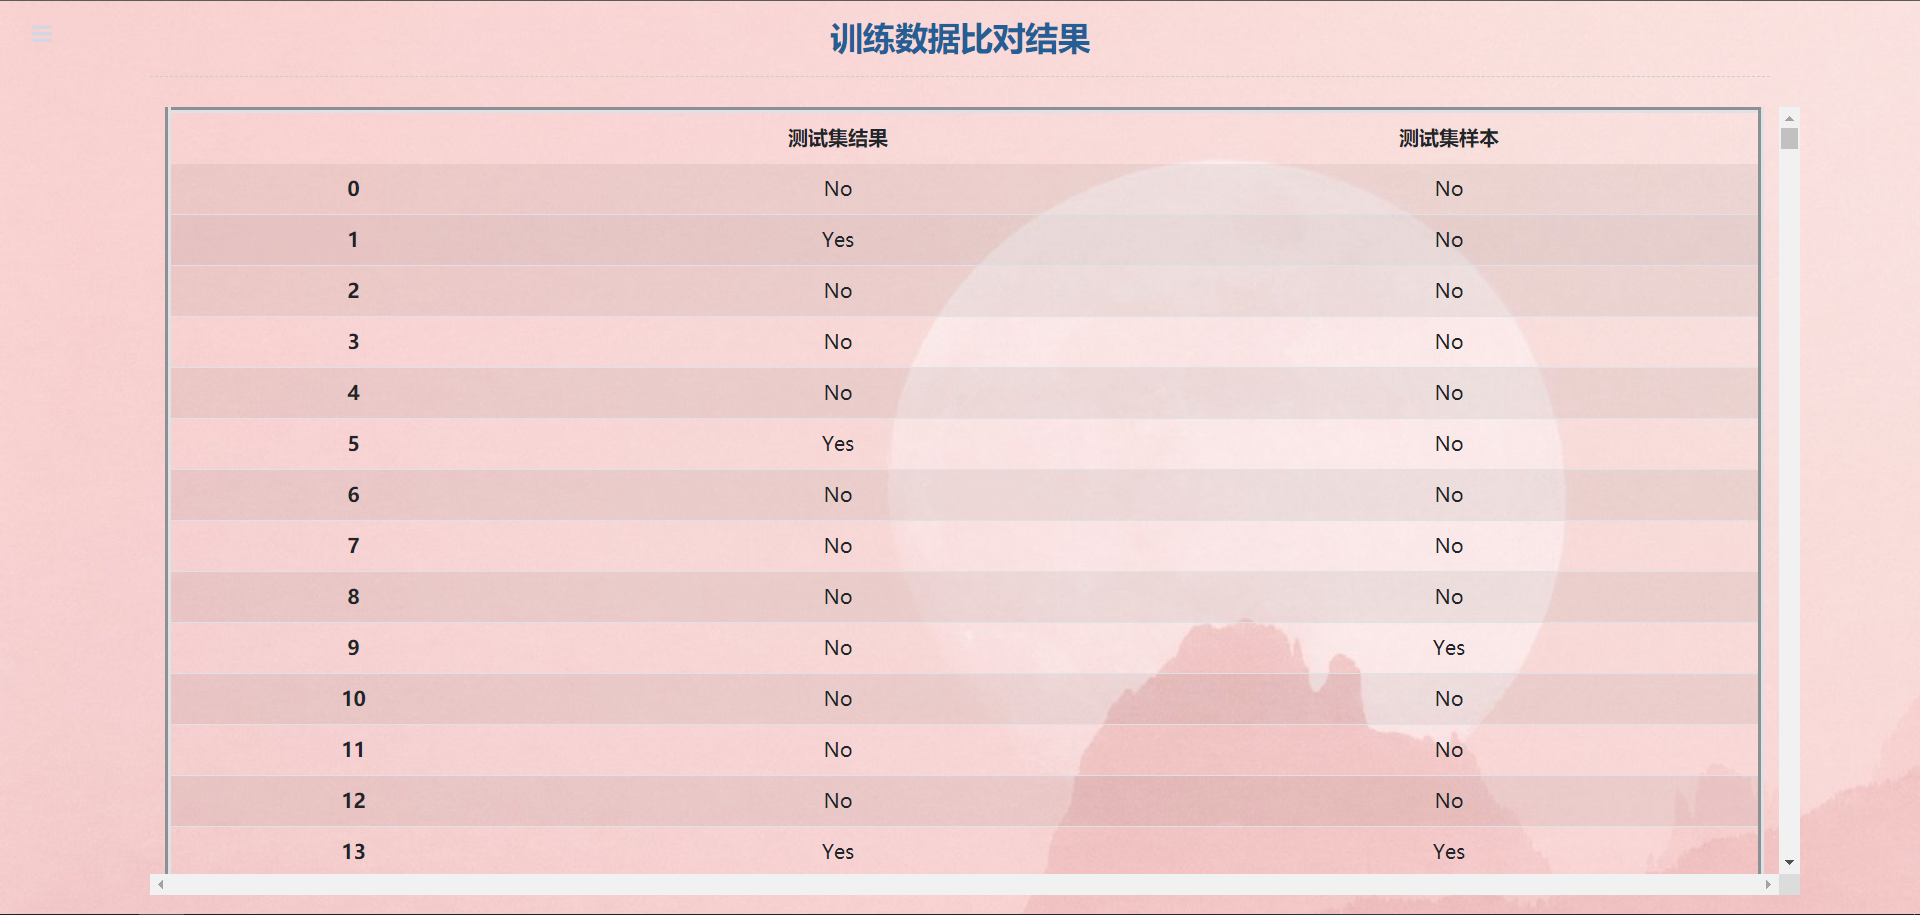 训练数据比对结果
测试集结果 测试集样本
0 No No
1 Yes No
2 No No
3 No No
4 No No
5 Yes No
6 No No
7 No No
8 No No
9 No Yes
10 No No
11 No No
12 No No
13 Yes Yes